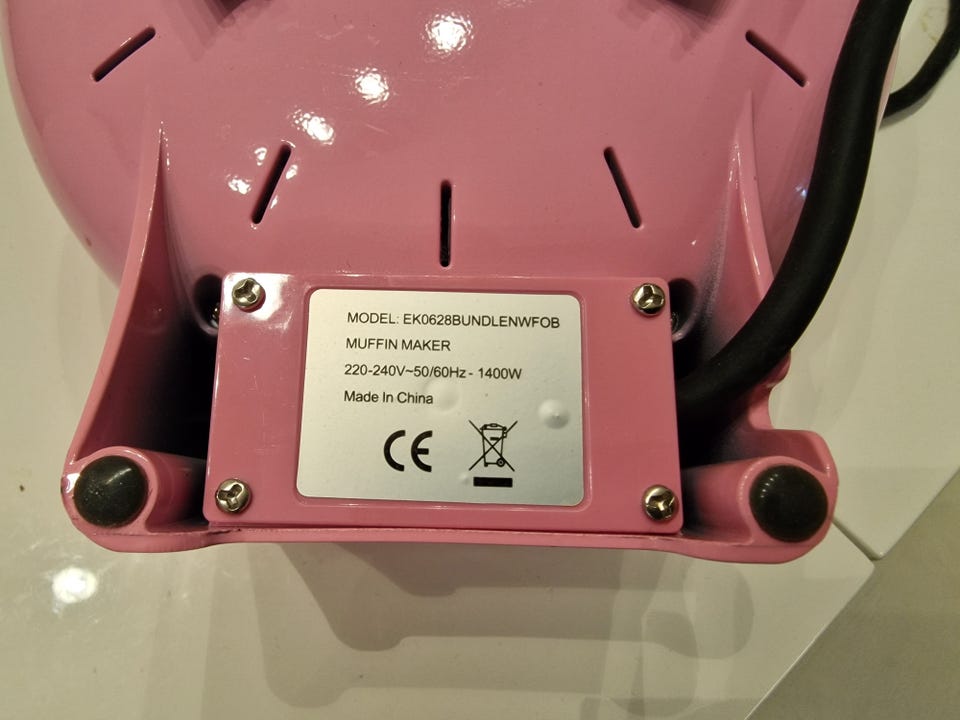 MODEL: EK0628BUNDLENWFOB
MUFFIN MAKER
220-240V~50/60Hz - 1400W
Made In China
CE